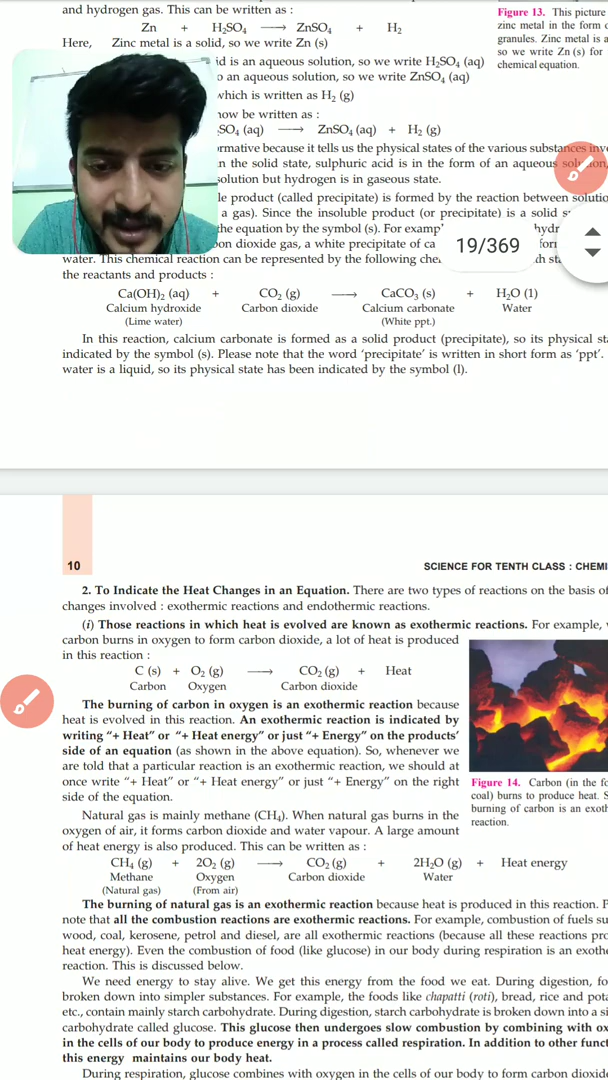 and hydrogen gas. This can be written as :
Zn + H₂SO₄ ⟶ ZnSO₄ + H₂
Here, Zinc metal is a solid, so we write Zn (s)
id is an aqueous solution, so we write H₂SO₄ (aq)
o an aqueous solution, so we write ZnSO₄ (aq)
which is written as H₂ (g)
now be written as :
SO₄ (aq) ⟶ ZnSO₄ (aq) + H₂ (g)
Figure 13. This picture
zinc metal in the form
granules. Zinc metal is a
so we write Zn (s) for
chemical equation.
ormative because it tells us the physical states of the various substances inv
n the solid state, sulphuric acid is in the form of an aqueous
solution but hydrogen is in gaseous state.
le product (called precipitate) is formed by the reaction between solutio
a gas). Since the insoluble product (or precipitate) is a solid
the equation by the symbol (s). For examp hydr
on dioxide gas, a white precipitate of ca for
19/369
water. This chemical reaction can be represented by the following che
the reactants and products :
Ca(OH)₂ (aq) + CO₂ (g) ⟶ CaCO₃ (s) + H₂O (1)
Calcium hydroxide Carbon dioxide Calcium carbonate Water
(Lime water) (White ppt.)
In this reaction, calcium carbonate is formed as a solid product (precipitate), so its physical sta
indicated by the symbol (s). Please note that the word ‘precipitate’ is written in short form as ‘ppt’.
water is a liquid, so its physical state has been indicated by the symbol (l).
10 SCIENCE FOR TENTH CLASS : CHEMI
2. To Indicate the Heat Changes in an Equation. There are two types of reactions on the basis of
changes involved : exothermic reactions and endothermic reactions.
(i) Those reactions in which heat is evolved are known as exothermic reactions. For example,
carbon burns in oxygen to form carbon dioxide, a lot of heat is produced
in this reaction :
C (s) + O₂ (g) ⟶ CO₂ (g) + Heat
Carbon Oxygen Carbon dioxide
The burning of carbon in oxygen is an exothermic reaction because
heat is evolved in this reaction. An exothermic reaction is indicated by
writing “+ Heat” or “+ Heat energy” or just “+ Energy” on the products’
side of an equation (as shown in the above equation). So, whenever we
are told that a particular reaction is an exothermic reaction, we should at
once write “+ Heat” or “+ Heat energy” or just “+ Energy” on the right
side of the equation.
Figure 14. Carbon (in the fo
coal) burns to produce heat. S
burning of carbon is an exoth
reaction.
Natural gas is mainly methane (CH₄). When natural gas burns in the
oxygen of air, it forms carbon dioxide and water vapour. A large amount
of heat energy is also produced. This can be written as :
CH₄ (g) + 2O₂ (g) ⟶ CO₂ (g) + 2H₂O (g) + Heat energy
Methane Oxygen Carbon dioxide Water
(Natural gas) (From air)
The burning of natural gas is an exothermic reaction because heat is produced in this reaction. P
note that all the combustion reactions are exothermic reactions. For example, combustion of fuels su
wood, coal, kerosene, petrol and diesel, are all exothermic reactions (because all these reactions pro
heat energy). Even the combustion of food (like glucose) in our body during respiration is an exothe
reaction. This is discussed below.
We need energy to stay alive. We get this energy from the food we eat. During digestion, fo
broken down into simpler substances. For example, the foods like chapatti (roti), bread, rice and pota
etc., contain mainly starch carbohydrate. During digestion, starch carbohydrate is broken down into a si
carbohydrate called glucose. This glucose then undergoes slow combustion by combining with ox
in the cells of our body to produce energy in a process called respiration. In addition to other funct
this energy maintains our body heat.
During respiration, glucose combines with oxygen in the cells of our body to form carbon dioxid